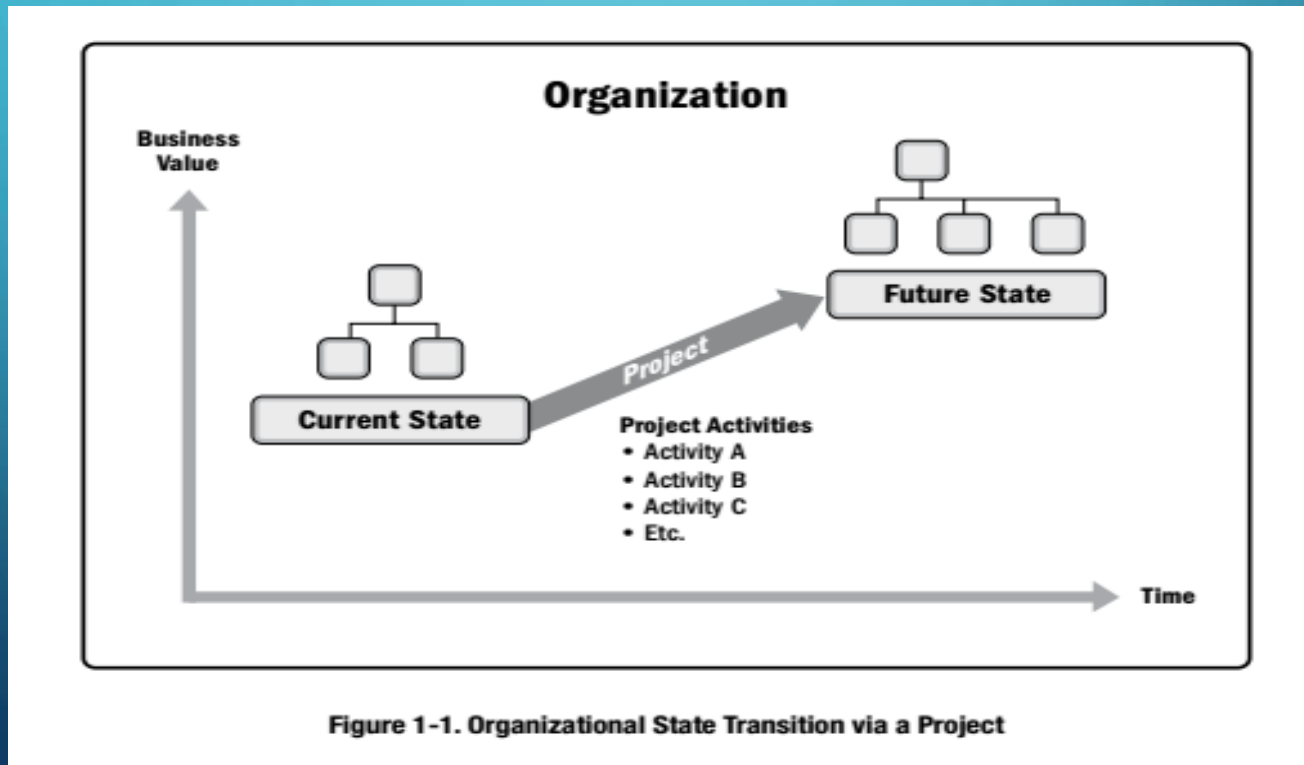 Organization
Business
Value
Future State
Project
Current State
Project Activities
• Activity A
• Activity B
• Activity C
• Etc.
Time
Figure 1-1. Organizational State Transition via a Project